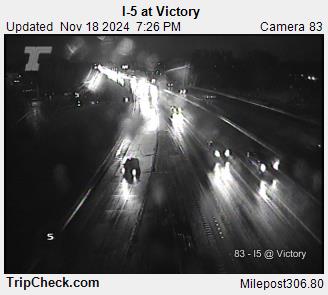 I-5 at Victory
Updated Nov 18 2024 7:26 PM Camera 83
T
S
83 - I5 @ Victory
TripCheck.com Milepost306.80